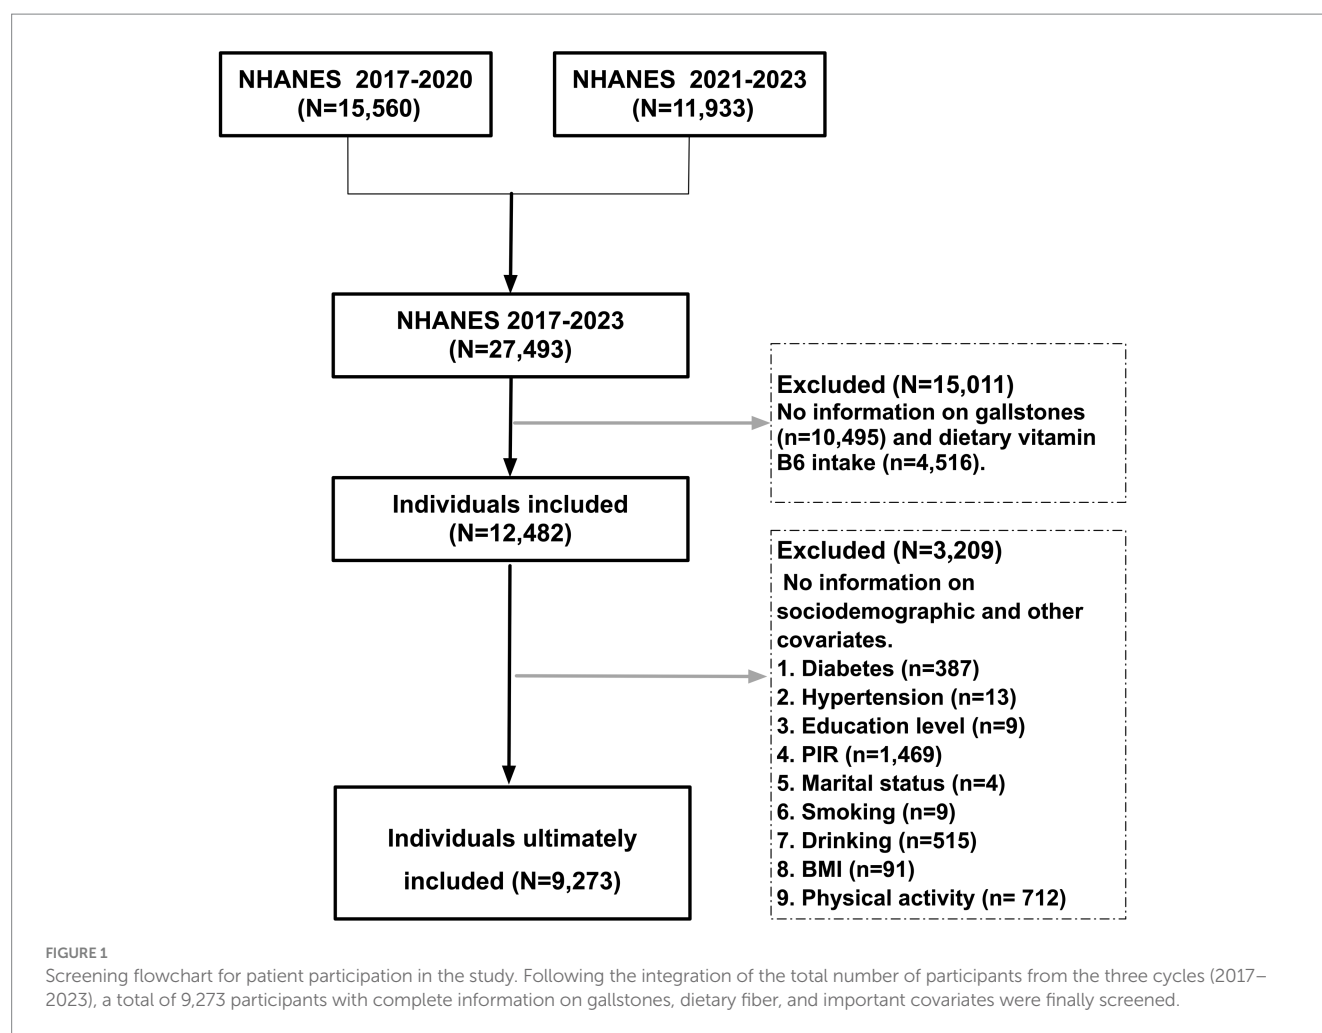 NHANES 2017-2020
(N=15,560)
NHANES 2021-2023
(N=11,933)
NHANES 2017-2023
(N=27,493)
Excluded (N=15,011)
No information on gallstones
(n=10,495) and dietary vitamin
B6 intake (n=4,516).
Individuals included
(N=12,482)
Excluded (N=3,209)
No information on
sociodemographic and other
covariates.
1. Diabetes (n=387)
2. Hypertension (n=13)
3. Education level (n=9)
4. PIR (n=1,469)
5. Marital status (n=4)
6. Smoking (n=9)
7. Drinking (n=515)
8. BMI (n=91)
9. Physical activity (n= 712)
Individuals ultimately
included (N=9,273)
FIGURE 1
Screening flowchart for patient participation in the study. Following the integration of the total number of participants from the three cycles (2017–
2023), a total of 9,273 participants with complete information on gallstones, dietary fiber, and important covariates were finally screened.